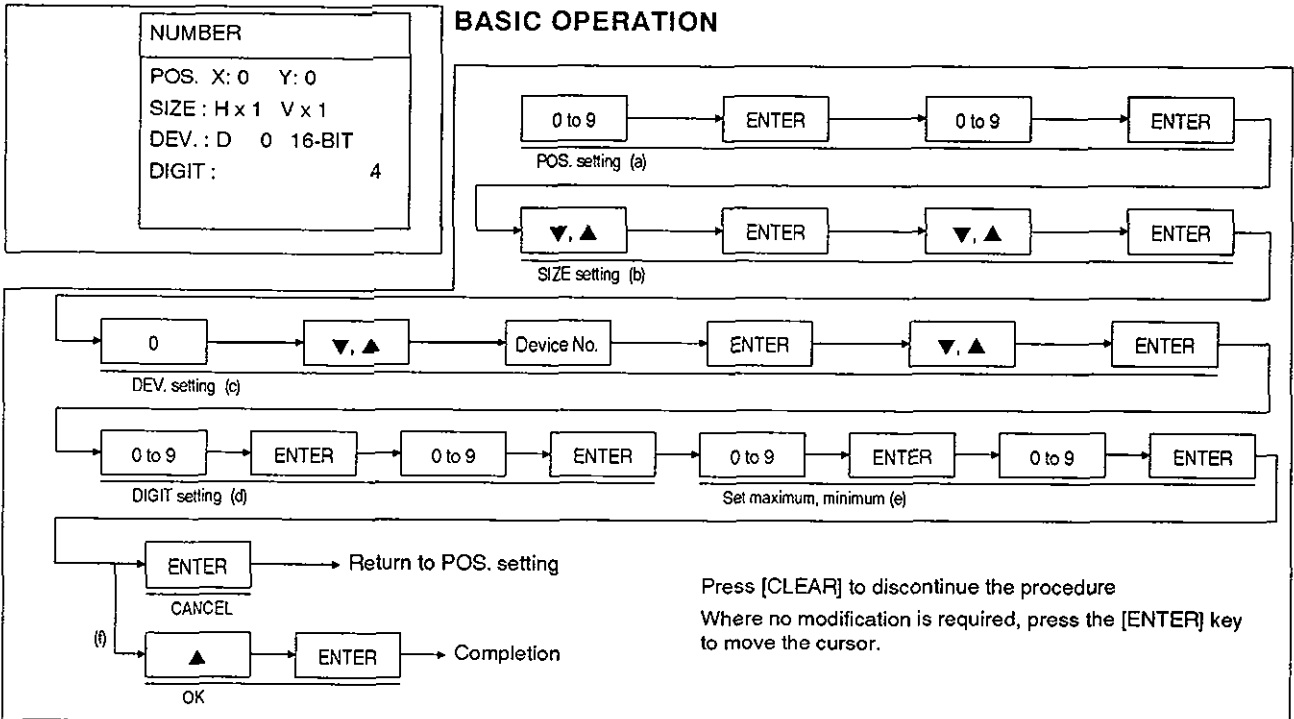 BASIC OPERATION
NUMBER
POS. X: 0 Y: 0
SIZE : H x 1 V x 1
DEV. : D 0 16-BIT
DIGIT : 4
0 to 9 ENTER 0 to 9 ENTER
POS. setting (a)
▼, ▲ ENTER ▼, ▲ ENTER
SIZE setting (b)
0 ▼, ▲ Device No. ENTER ▼, ▲ ENTER
DEV. setting (c)
0 to 9 ENTER 0 to 9 ENTER 0 to 9 ENTER 0 to 9 ENTER
DIGIT setting (d) Set maximum, minimum (e)
ENTER Return to POS. setting
CANCEL
(f) ▲ ENTER Completion
OK
Press [CLEAR] to discontinue the procedure
Where no modification is required, press the [ENTER] key
to move the cursor.